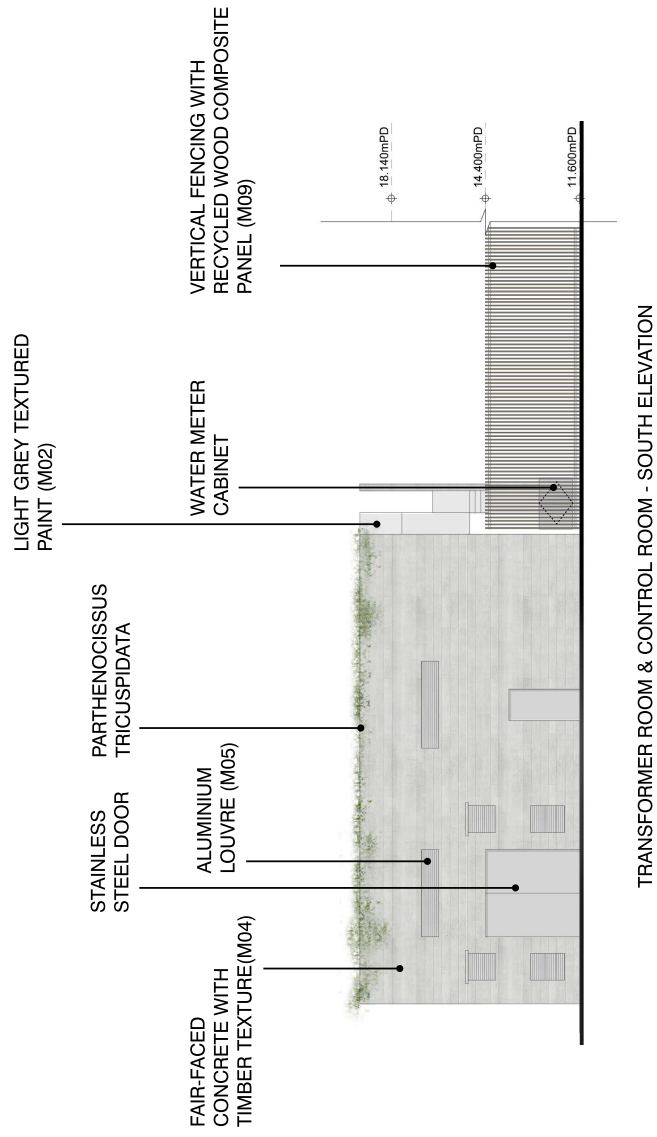 LIGHT GREY TEXTURED
PAINT (M02)
FAIR-FACED
CONCRETE WITH
TIMBER TEXTURE(M04)
STAINLESS
STEEL DOOR
ALUMINIUM
LOUVRE (M05)
PARTHENOCISSUS
TRICUSPIDATA
WATER METER
CABINET
VERTICAL FENCING WITH
RECYCLED WOOD COMPOSITE
PANEL (M09)
18.140mPD
14.400mPD
11.600mPD
TRANSFORMER ROOM & CONTROL ROOM - SOUTH ELEVATION